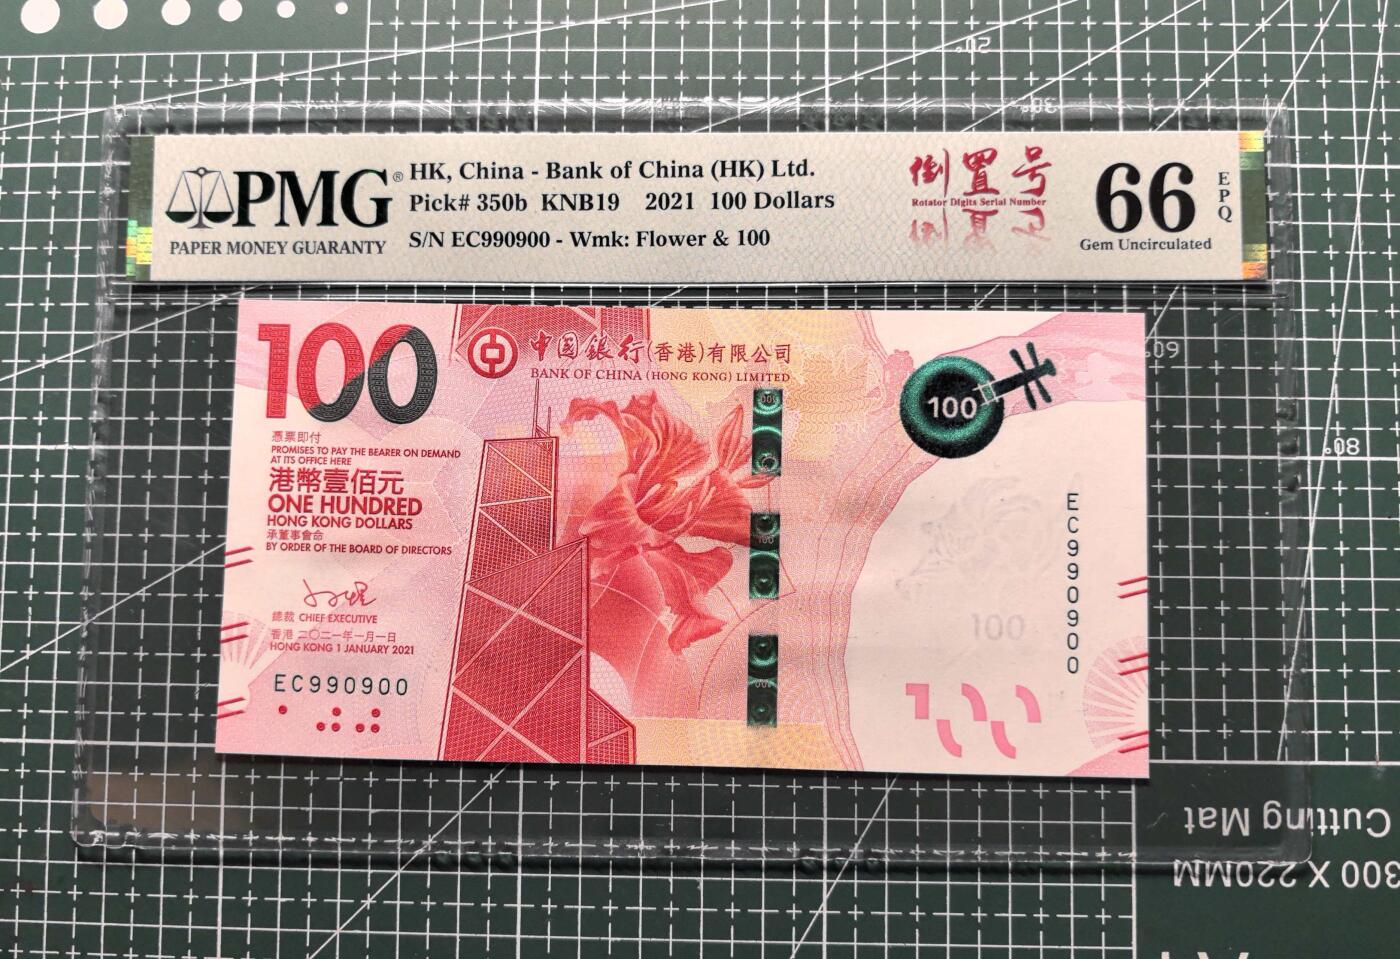 PMG®
PAPER MONEY GUARANTY
HK, China - Bank of China (HK) Ltd.
Pick# 350b KNB19 2021 100 Dollars
S/N EC990900 - Wmk: Flower & 100
倒置号
Rotator Digits Serial Number
66
EPQ
Gem Uncirculated
100
中国银行(香港)有限公司
BANK OF CHINA (HONG KONG) LIMITED
憑票即付
PROMISES TO PAY THE BEARER ON DEMAND
AT ITS OFFICE HERE
港幣壹佰元
ONE HUNDRED
HONG KONG DOLLARS
承董事會命
BY ORDER OF THE BOARD OF DIRECTORS
總裁 CHIEF EXECUTIVE
香港 二〇二一年一月一日
HONG KONG 1 JANUARY 2021
EC990900
100
100
EC990900
Cutting Mat
300 X 220MM